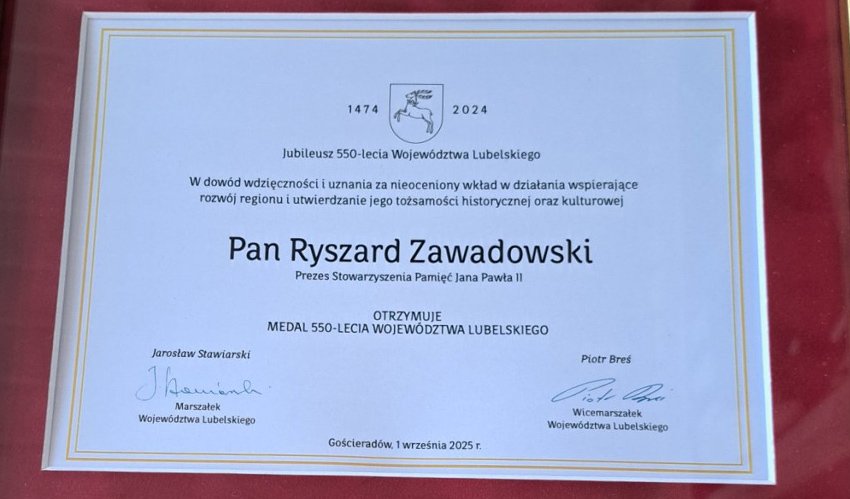 1474 2024
Jubileusz 550-lecia Województwa Lubelskiego
W dowód wdzięczności i uznania za nieoceniony wkład w działania wspierające
rozwój regionu i utwierdzanie jego tożsamości historycznej oraz kulturowej
Pan Ryszard Zawadowski
Prezes Stowarzyszenia Pamięć Jana Pawła II
OTRZYMUJE
MEDAL 550-LECIA WOJEWÓDZTWA LUBELSKIEGO
Jarosław Stawiarski
Marszałek
Województwa Lubelskiego
Piotr Breś
Piotr Breś
Wicemarszałek
Województwa Lubelskiego
Gościeradów, 1 września 2025 r.